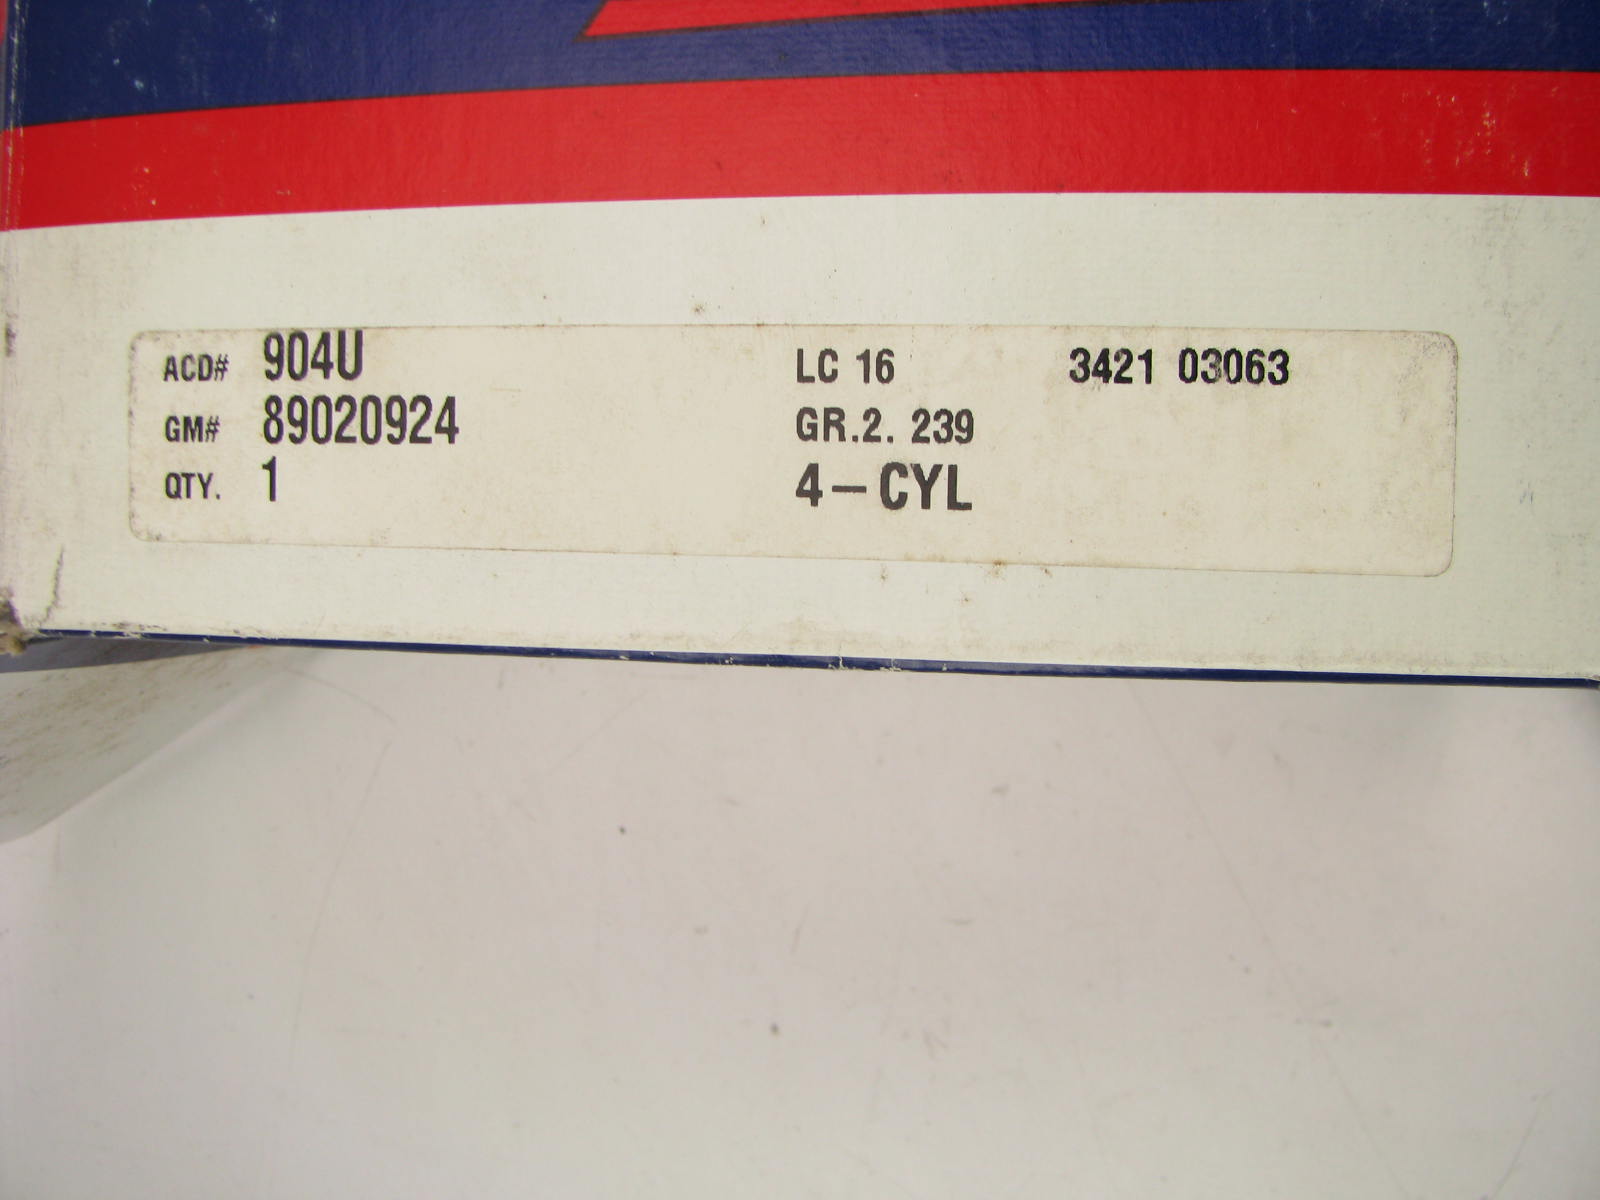 ACD# 904U LC 16 3421 03063
GM# 89020924 GR.2. 239
QTY. 1 4-CYL